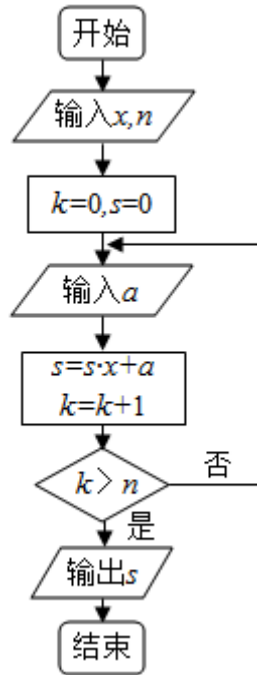 开始
输入x,n
k=0,s=0
输入a
s=s·x+a
k=k+1
k>n
否
是
输出s
结束